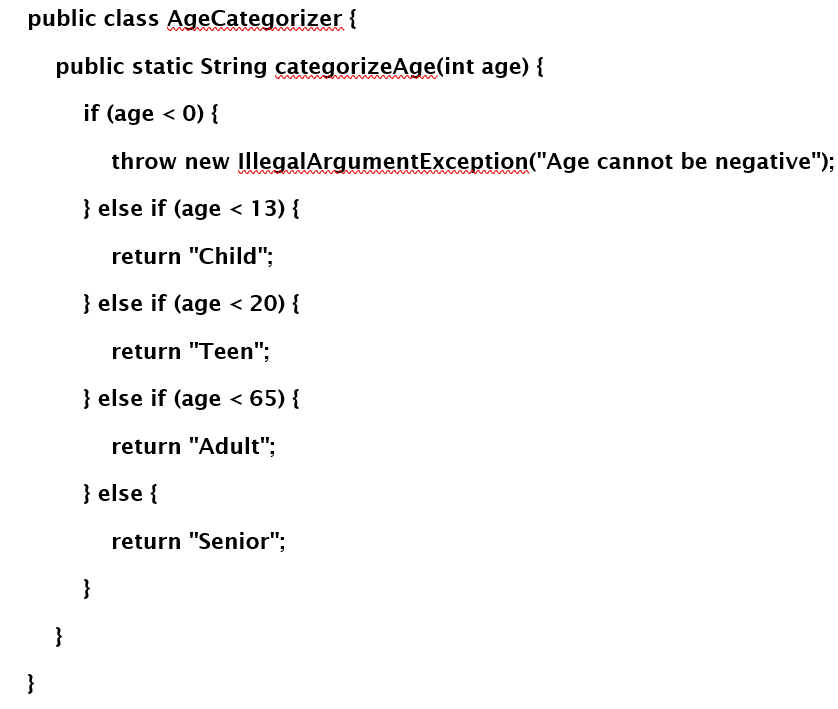 public class AgeCategorizer {
public static String categorizeAge(int age) {
if (age < 0) {
throw new IllegalArgumentException("Age cannot be negative");
} else if (age < 13) {
return "Child";
} else if (age < 20) {
return "Teen";
} else if (age < 65) {
return "Adult";
} else {
return "Senior";
}
}
}